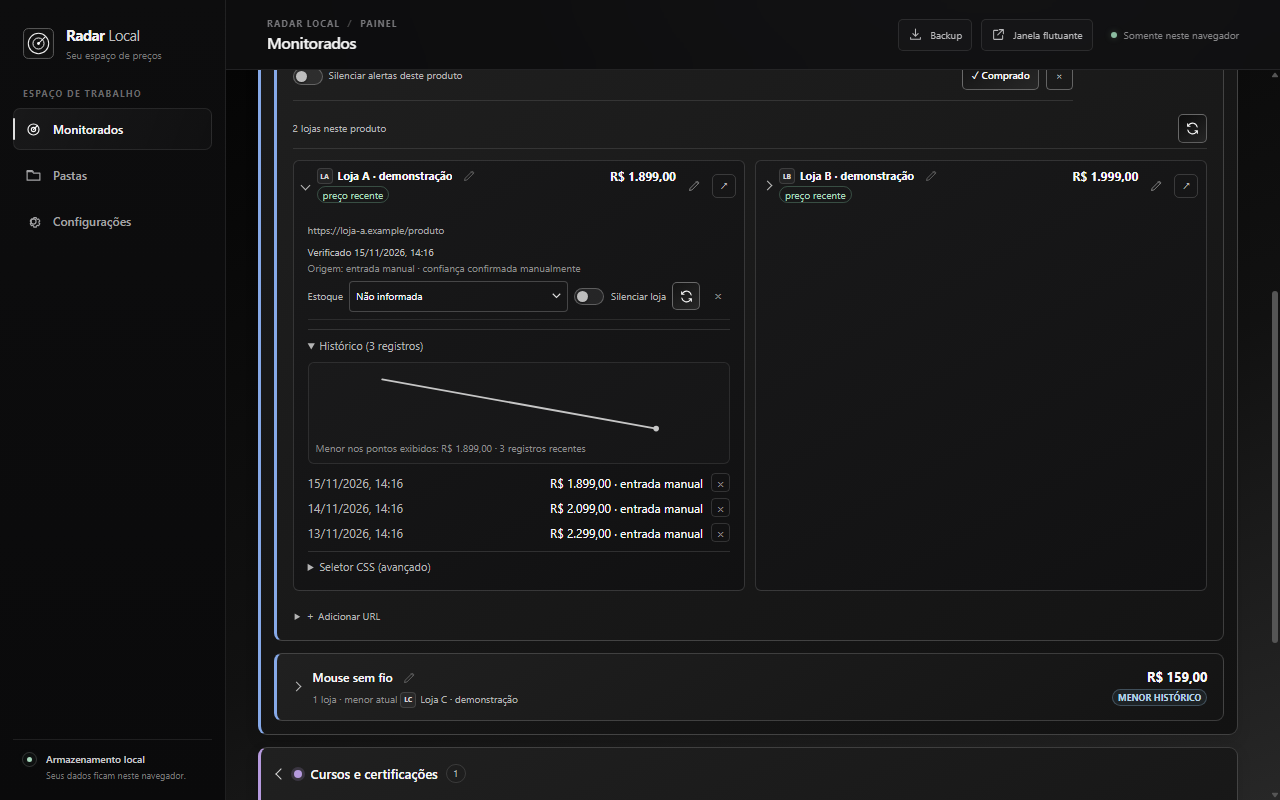 Radar Local
Seu espaço de preços
ESPAÇO DE TRABALHO
Monitorados
Pastas
Configurações
Armazenamento local
Seus dados ficam neste navegador.
RADAR LOCAL / PAINEL
Monitorados
Backup
Janela flutuante
Somente neste navegador
Silenciar alertas deste produto
✓ Comprado ×
2 lojas neste produto
LA Loja A · demonstração R$ 1.899,00
preço recente
https://loja-a.example/produto
Verificado 15/11/2026, 14:16
Origem: entrada manual · confiança confirmada manualmente
Estoque Não informada Silenciar loja ×
▼ Histórico (3 registros)
Menor nos pontos exibidos: R$ 1.899,00 · 3 registros recentes
15/11/2026, 14:16 R$ 1.899,00 · entrada manual ×
14/11/2026, 14:16 R$ 2.099,00 · entrada manual ×
13/11/2026, 14:16 R$ 2.299,00 · entrada manual ×
▶ Seletor CSS (avançado)
LB Loja B · demonstração R$ 1.999,00
preço recente
▶ + Adicionar URL
Mouse sem fio R$ 159,00
1 loja · menor atual LC Loja C · demonstração MENOR HISTÓRICO
Cursos e certificações 1